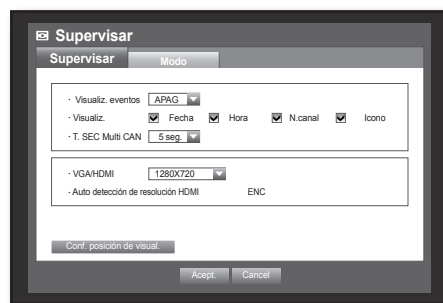 Supervisar
Supervisar Modo
· Visualiz. eventos APAG
· Visualiz. Fecha Hora N.canal Icono
· T. SEC Multi CAN 5 seg.
· VGA/HDMI 1280X720
· Auto detección de resolución HDMI ENC
Conf. posición de visual.
Acept. Cancel